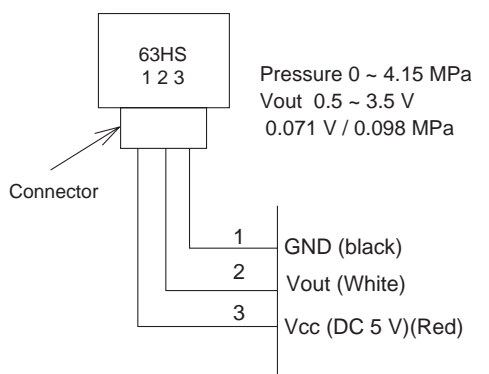 63HS
1 2 3
Pressure 0 ~ 4.15 MPa
Vout 0.5 ~ 3.5 V
0.071 V / 0.098 MPa
Connector
1
GND (black)
2
Vout (White)
3
Vcc (DC 5 V)(Red)